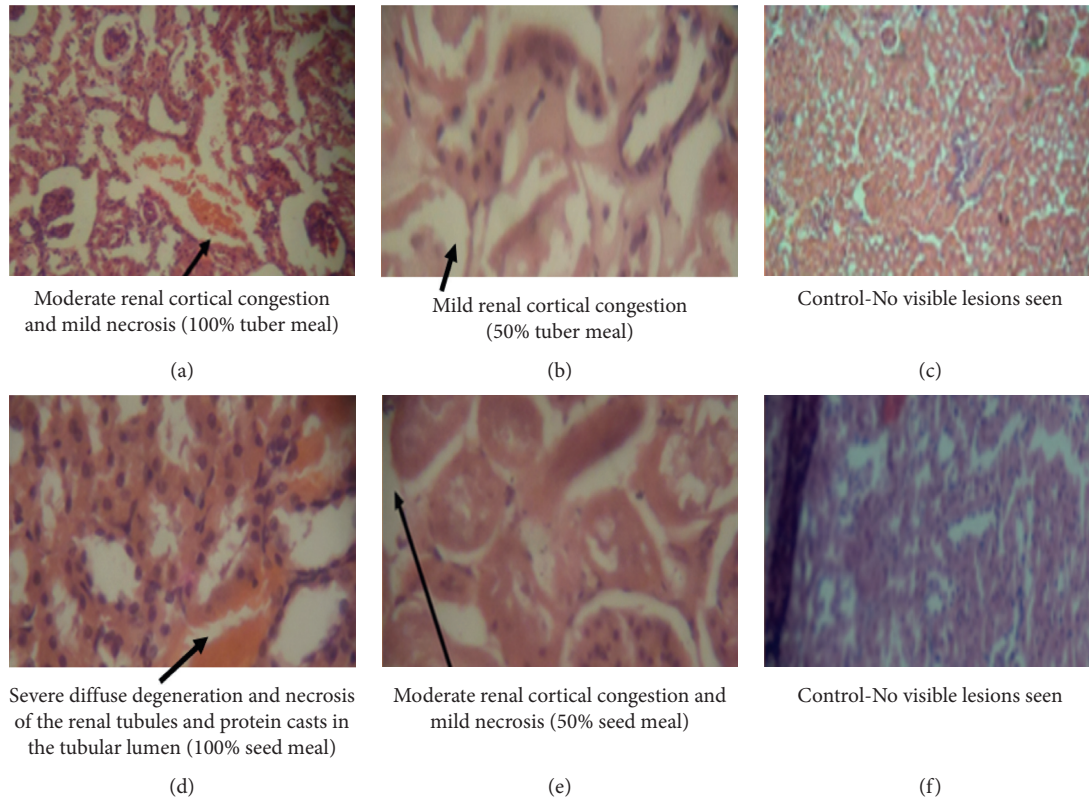 Moderate renal cortical congestion
and mild necrosis (100% tuber meal)
(a)
Mild renal cortical congestion
(50% tuber meal)
(b)
Control-No visible lesions seen
(c)
Severe diffuse degeneration and necrosis
of the renal tubules and protein casts in
the tubular lumen (100% seed meal)
(d)
Moderate renal cortical congestion and
mild necrosis (50% seed meal)
(e)
Control-No visible lesions seen
(f)